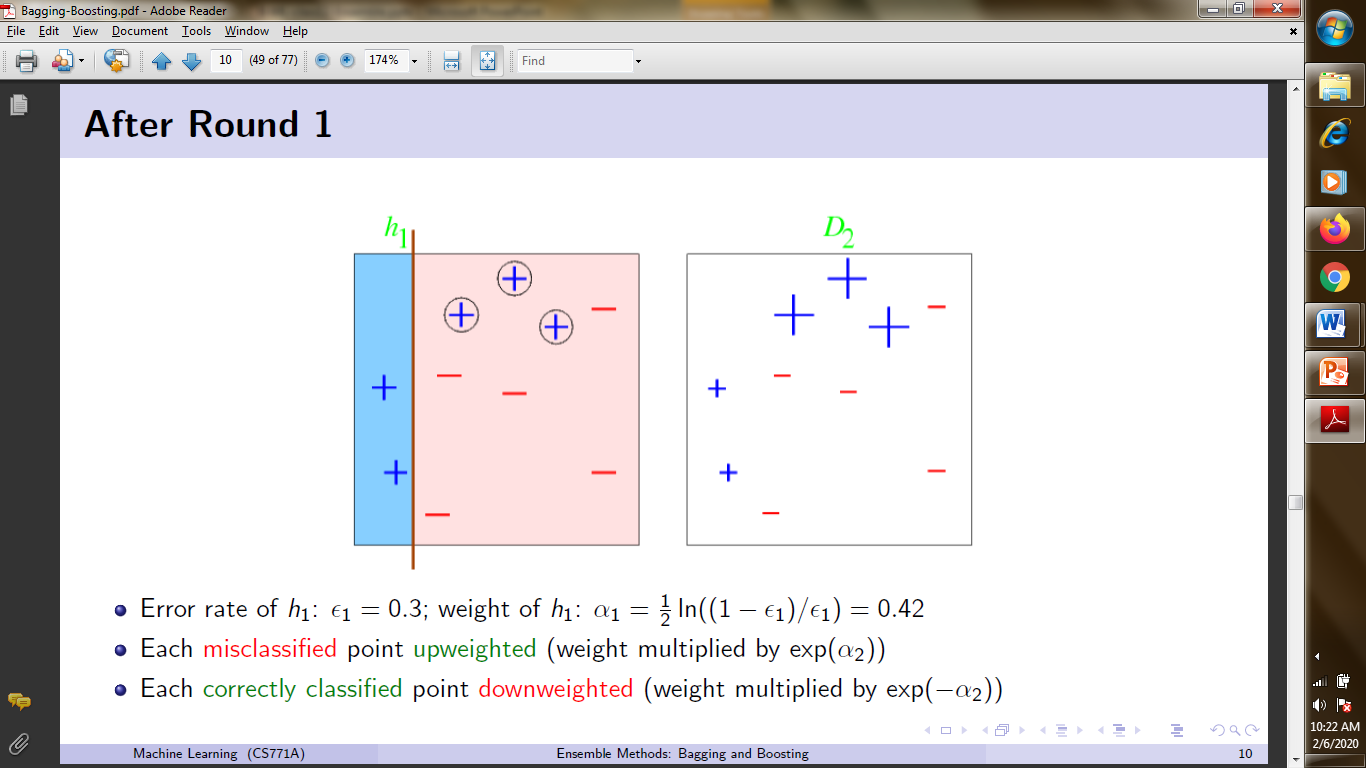 Bagging-Boosting.pdf - Adobe Reader
File Edit View Document Tools Window Help
10 (49 of 77) 174% Find
After Round 1
h1 D2
Error rate of h1: ϵ1 = 0.3; weight of h1: α1 = ½ ln((1 − ϵ1)/ϵ1) = 0.42
Each misclassified point upweighted (weight multiplied by exp(α2))
Each correctly classified point downweighted (weight multiplied by exp(−α2))
Machine Learning (CS771A) Ensemble Methods: Bagging and Boosting 10
10:22 AM
2/6/2020